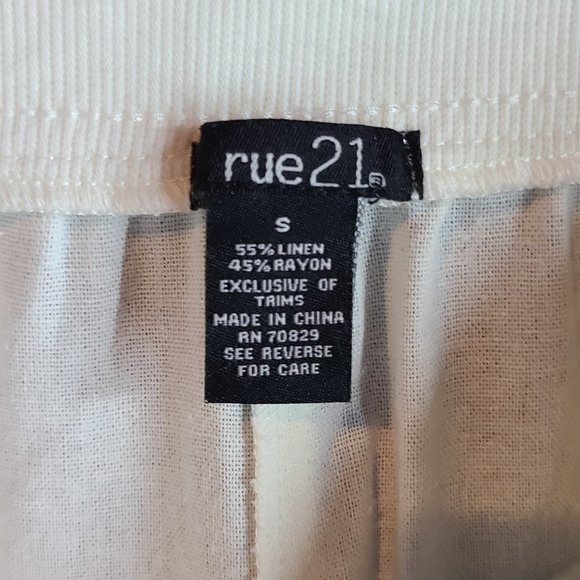 rue21
S
55% LINEN
45% RAYON
EXCLUSIVE OF
TRIMS
MADE IN CHINA
RN 70829
SEE REVERSE
FOR CARE